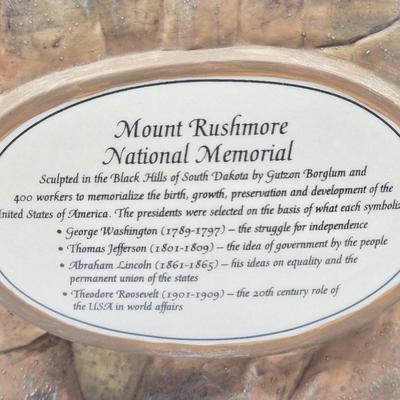 Mount Rushmore
National Memorial
Sculpted in the Black Hills of South Dakota by Gutzon Borglum and
400 workers to memorialize the birth, growth, preservation and development of the
United States of America. The presidents were selected on the basis of what each symboliz
• George Washington (1789-1797) – the struggle for independence
• Thomas Jefferson (1801-1809) – the idea of government by the people
• Abraham Lincoln (1861-1865) – his ideas on equality and the
permanent union of the states
• Theodore Roosevelt (1901-1909) – the 20th century role of
the USA in world affairs